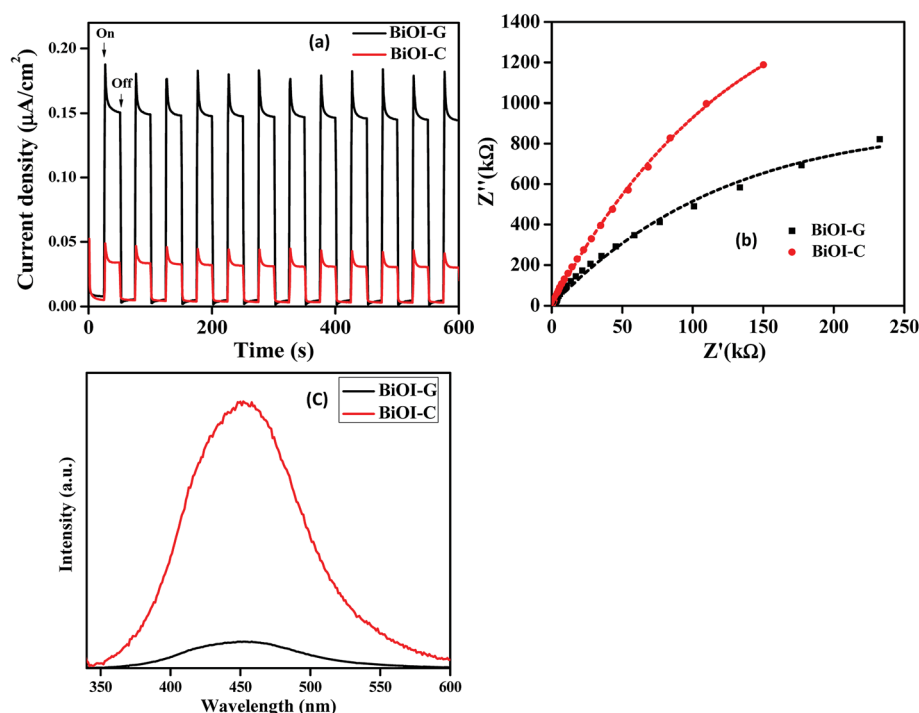 (a)
BiOI-G
BiOI-C
On
Off
Current density (μA/cm²)
0.20
0.15
0.10
0.05
0.00
0 200 400 600
Time (s)
(b)
BiOI-G
BiOI-C
Z''(kΩ)
1400
1200
1000
800
600
400
200
0
0 50 100 150 200 250
Z'(kΩ)
(C)
BiOI-G
BiOI-C
Intensity (a.u.)
350 400 450 500 550 600
Wavelength (nm)